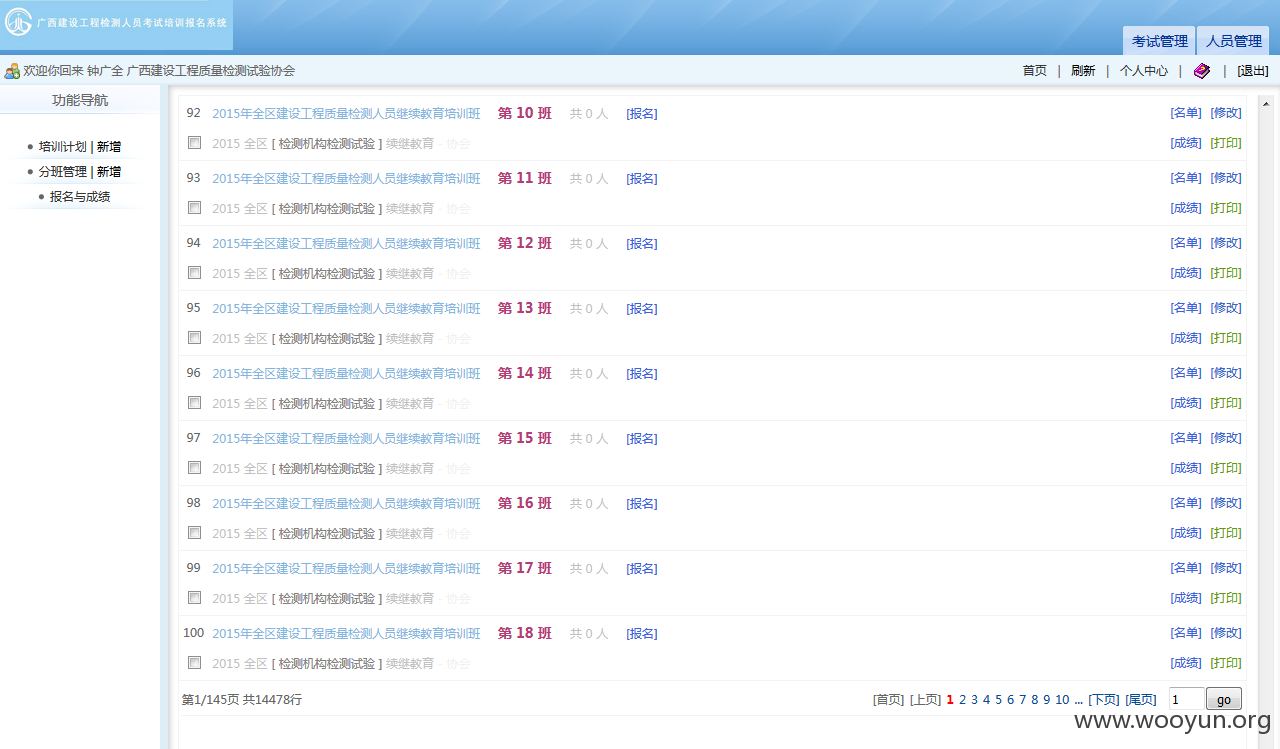 广西建设工程检测人员考试培训报名系统
考试管理 人员管理
欢迎你回来 钟广全 广西建设工程质量检测试验协会 首页 | 刷新 | 个人中心 | | [退出]
功能导航
培训计划 | 新增
分班管理 | 新增
报名与成绩
92 2015年全区建设工程质量检测人员继续教育培训班 第 10 班 共 0 人 [报名] [名单] [修改]
2015 全区 [ 检测机构检测试验 ] 续继教育 - 协会 [成绩] [打印]
93 2015年全区建设工程质量检测人员继续教育培训班 第 11 班 共 0 人 [报名] [名单] [修改]
2015 全区 [ 检测机构检测试验 ] 续继教育 - 协会 [成绩] [打印]
94 2015年全区建设工程质量检测人员继续教育培训班 第 12 班 共 0 人 [报名] [名单] [修改]
2015 全区 [ 检测机构检测试验 ] 续继教育 - 协会 [成绩] [打印]
95 2015年全区建设工程质量检测人员继续教育培训班 第 13 班 共 0 人 [报名] [名单] [修改]
2015 全区 [ 检测机构检测试验 ] 续继教育 - 协会 [成绩] [打印]
96 2015年全区建设工程质量检测人员继续教育培训班 第 14 班 共 0 人 [报名] [名单] [修改]
2015 全区 [ 检测机构检测试验 ] 续继教育 - 协会 [成绩] [打印]
97 2015年全区建设工程质量检测人员继续教育培训班 第 15 班 共 0 人 [报名] [名单] [修改]
2015 全区 [ 检测机构检测试验 ] 续继教育 - 协会 [成绩] [打印]
98 2015年全区建设工程质量检测人员继续教育培训班 第 16 班 共 0 人 [报名] [名单] [修改]
2015 全区 [ 检测机构检测试验 ] 续继教育 - 协会 [成绩] [打印]
99 2015年全区建设工程质量检测人员继续教育培训班 第 17 班 共 0 人 [报名] [名单] [修改]
2015 全区 [ 检测机构检测试验 ] 续继教育 - 协会 [成绩] [打印]
100 2015年全区建设工程质量检测人员继续教育培训班 第 18 班 共 0 人 [报名] [名单] [修改]
2015 全区 [ 检测机构检测试验 ] 续继教育 - 协会 [成绩] [打印]
第1/145页 共14478行 [首页] [上页] 1 2 3 4 5 6 7 8 9 10 ... [下页] [尾页] 1 go
www.wooyun.org